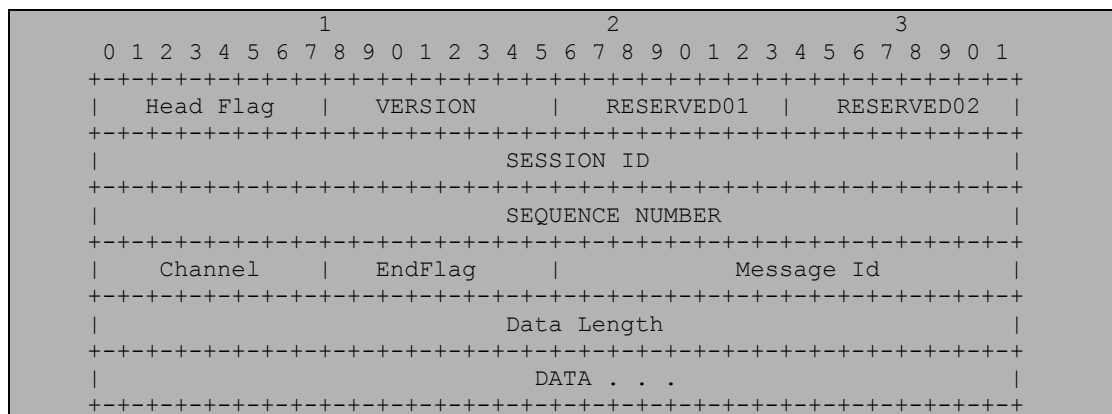 1 2 3
0 1 2 3 4 5 6 7 8 9 0 1 2 3 4 5 6 7 8 9 0 1 2 3 4 5 6 7 8 9 0 1
+-+-+-+-+-+-+-+-+-+-+-+-+-+-+-+-+-+-+-+-+-+-+-+-+-+-+-+-+-+-+-+-+
| Head Flag | VERSION | RESERVED01 | RESERVED02 |
+-+-+-+-+-+-+-+-+-+-+-+-+-+-+-+-+-+-+-+-+-+-+-+-+-+-+-+-+-+-+-+-+
| SESSION ID |
+-+-+-+-+-+-+-+-+-+-+-+-+-+-+-+-+-+-+-+-+-+-+-+-+-+-+-+-+-+-+-+-+
| SEQUENCE NUMBER |
+-+-+-+-+-+-+-+-+-+-+-+-+-+-+-+-+-+-+-+-+-+-+-+-+-+-+-+-+-+-+-+-+
| Channel | EndFlag | Message Id |
+-+-+-+-+-+-+-+-+-+-+-+-+-+-+-+-+-+-+-+-+-+-+-+-+-+-+-+-+-+-+-+-+
| Data Length |
+-+-+-+-+-+-+-+-+-+-+-+-+-+-+-+-+-+-+-+-+-+-+-+-+-+-+-+-+-+-+-+-+
| DATA . . . |
+-+-+-+-+-+-+-+-+-+-+-+-+-+-+-+-+-+-+-+-+-+-+-+-+-+-+-+-+-+-+-+-+